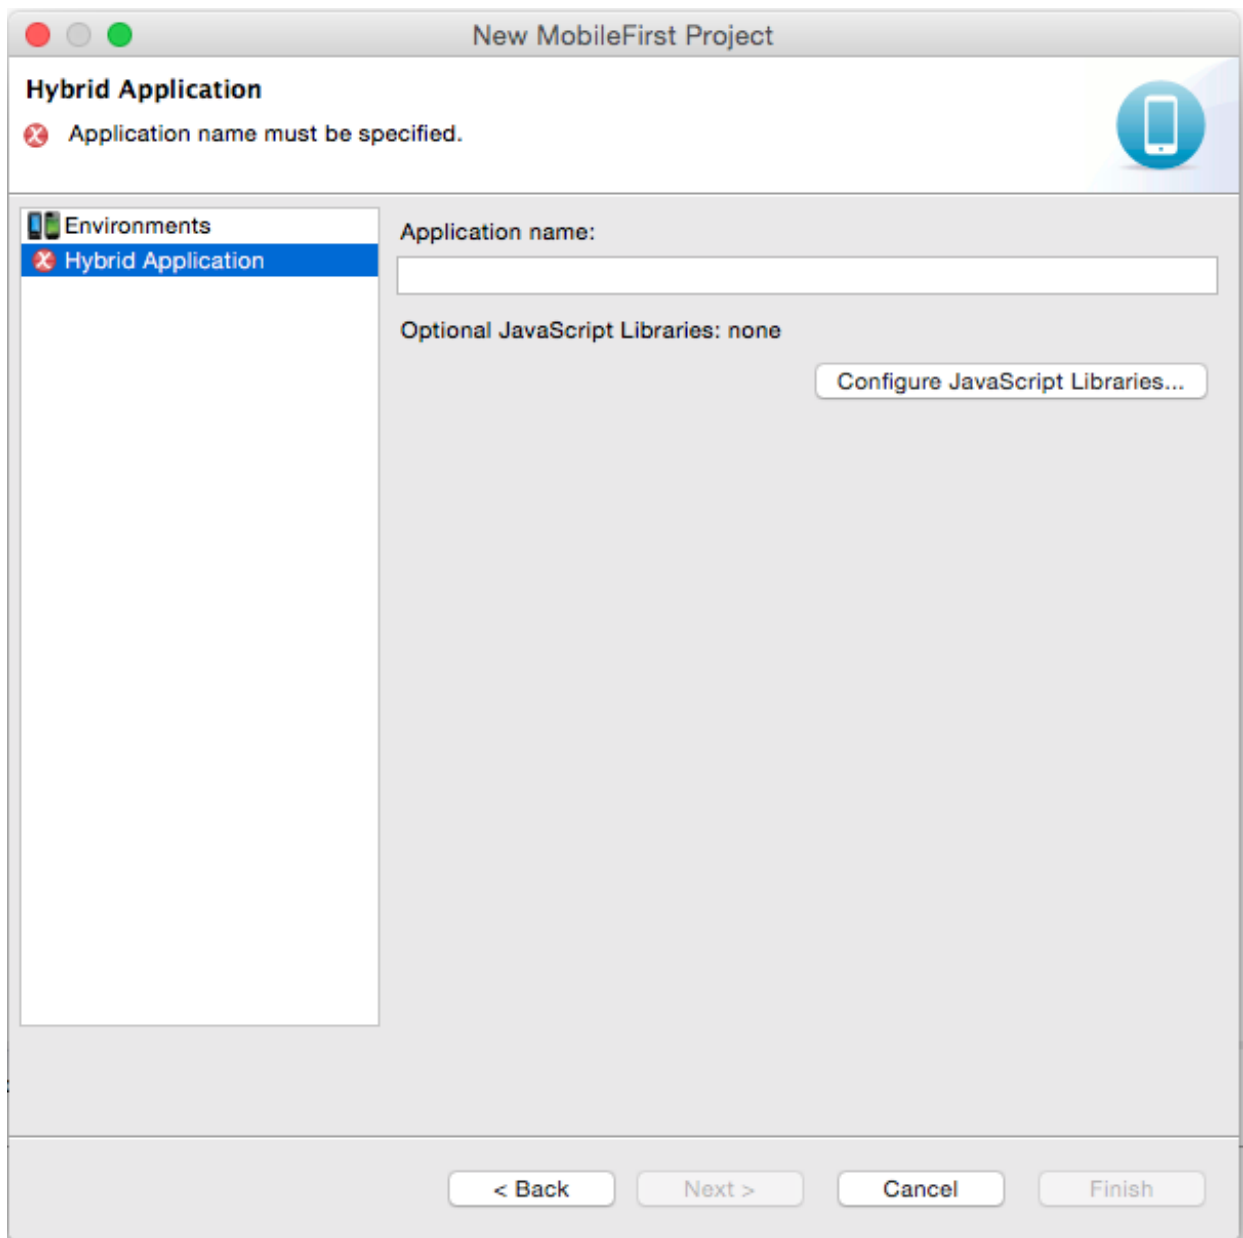 New MobileFirst Project
Hybrid Application
Application name must be specified.
Environments
Hybrid Application
Application name:
Optional JavaScript Libraries: none
Configure JavaScript Libraries...
< Back
Next >
Cancel
Finish